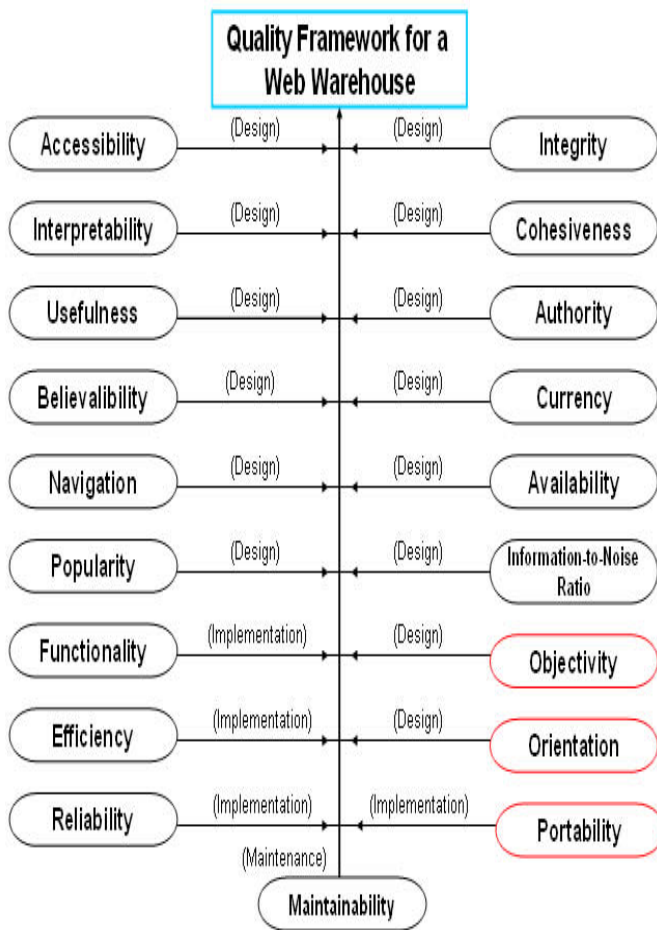 Quality Framework for a
Web Warehouse
Accessibility (Design) (Design) Integrity
Interpretability (Design) (Design) Cohesiveness
Usefulness (Design) (Design) Authority
Believalibility (Design) (Design) Currency
Navigation (Design) (Design) Availability
Popularity (Design) (Design) Information-to-Noise
Ratio
Functionality (Implementation) (Design) Objectivity
Efficiency (Implementation) (Design) Orientation
Reliability (Implementation) (Implementation) Portability
(Maintenance)
Maintainability